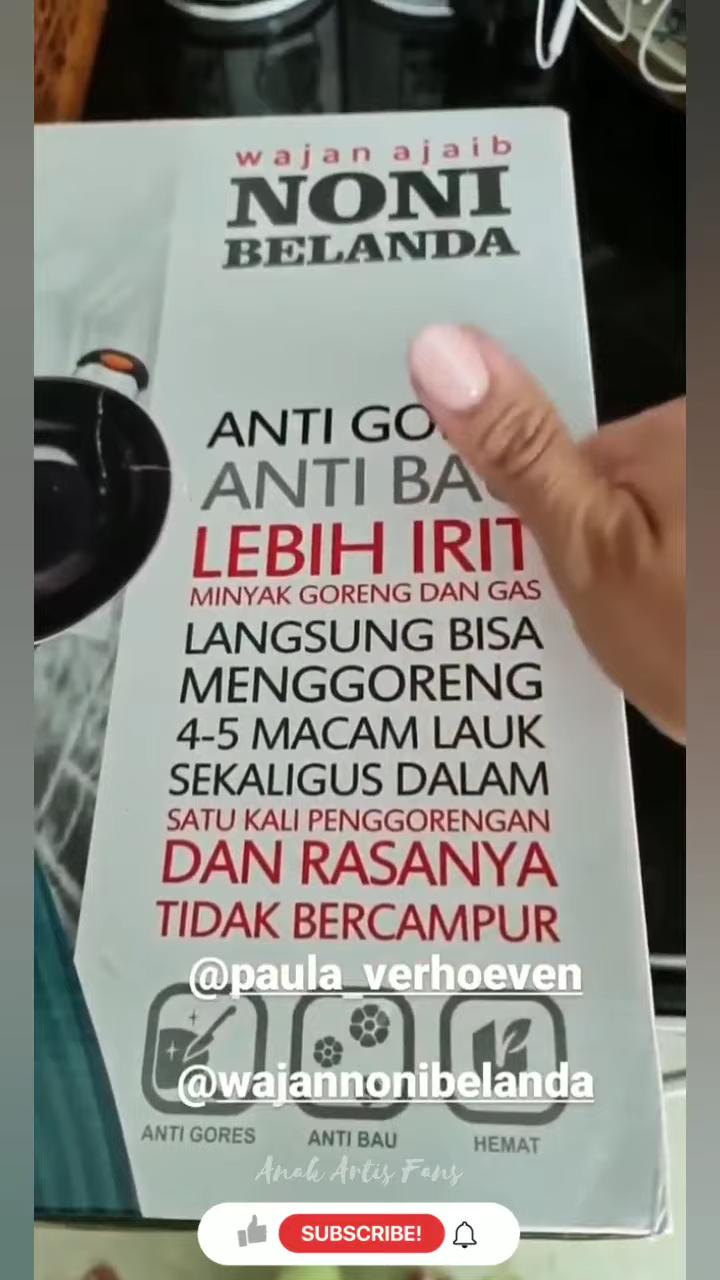 wajan ajaib
NONI
BELANDA
ANTI
ANTI
LEBIH IRIT
MINYAK GORENG DAN GAS
LANGSUNG BISA
MENGGORENG
4-5 MACAM LAUK
SEKALIGUS DALAM
SATU KALI PENGGORENGAN
DAN RASANYA
TIDAK BERCAMPUR
@paula_verhoeven
@wajannonibelanda
ANTI GORES
ANTI BAU
HEMAT
Anak Artis Fans
SUBSCRIBE!